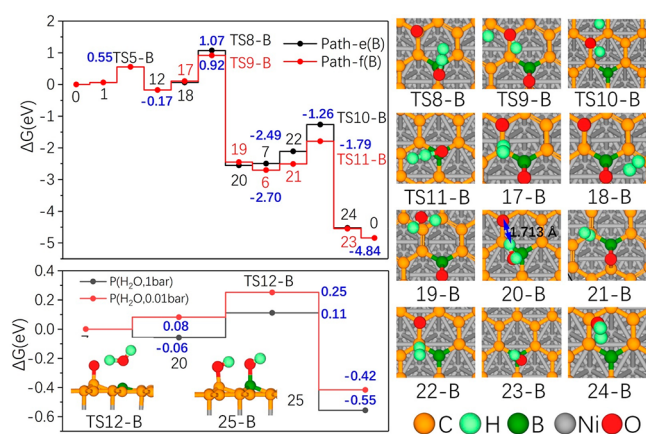 ΔG(eV)
2
1
0
-1
-2
-3
-4
-5
0.55
TS5-B
1.07
TS8-B
Path-e(B)
0.92
TS9-B
Path-f(B)
0
1
12
-0.17
17
18
-1.26
TS10-B
-1.79
TS11-B
19
20
-2.49
7
6
-2.70
22
21
24
0
23
-4.84
ΔG(eV)
0.4
0.2
0.0
-0.2
-0.4
-0.6
P(H₂O,1bar)
P(H₂O,0.01bar)
TS12-B
0.25
0.11
0.08
-0.06
20
25
-0.42
-0.55
TS12-B
25-B
TS8-B
TS9-B
TS10-B
TS11-B
17-B
18-B
1.713 Å
19-B
20-B
21-B
22-B
23-B
24-B
C
H
B
Ni
O